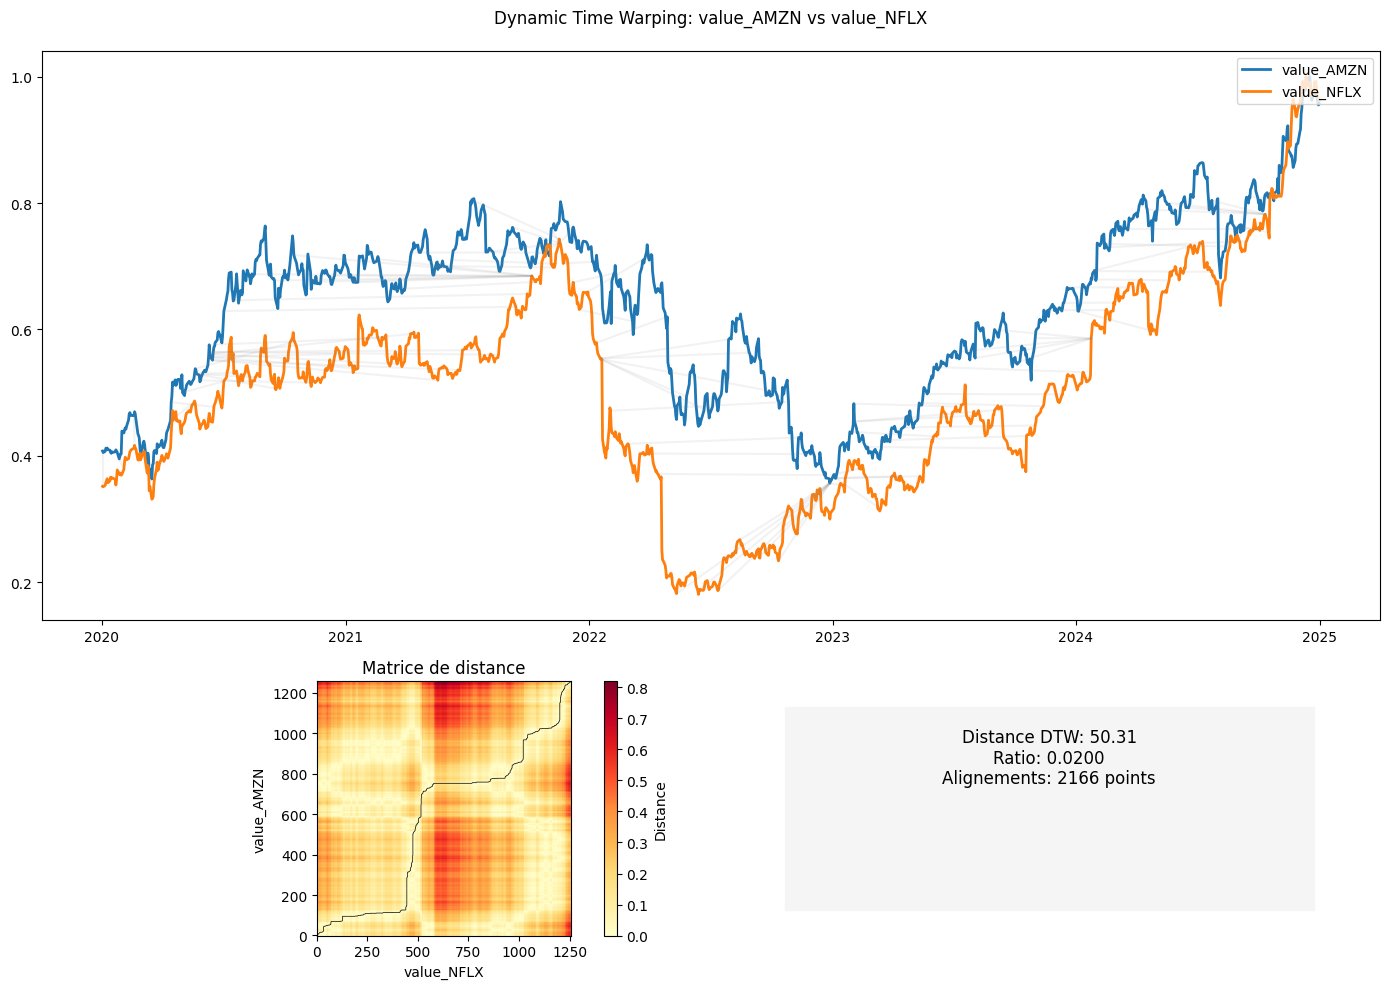 Dynamic Time Warping: value_AMZN vs value_NFLX
value_AMZN
value_NFLX
1.0
0.8
0.6
0.4
0.2
2020 2021 2022 2023 2024 2025
Matrice de distance
1200
1000
800
600
400
200
0
value_AMZN
0 250 500 750 1000 1250
value_NFLX
0.8
0.7
0.6
0.5
0.4
0.3
0.2
0.1
0.0
Distance
Distance DTW: 50.31
Ratio: 0.0200
Alignements: 2166 points